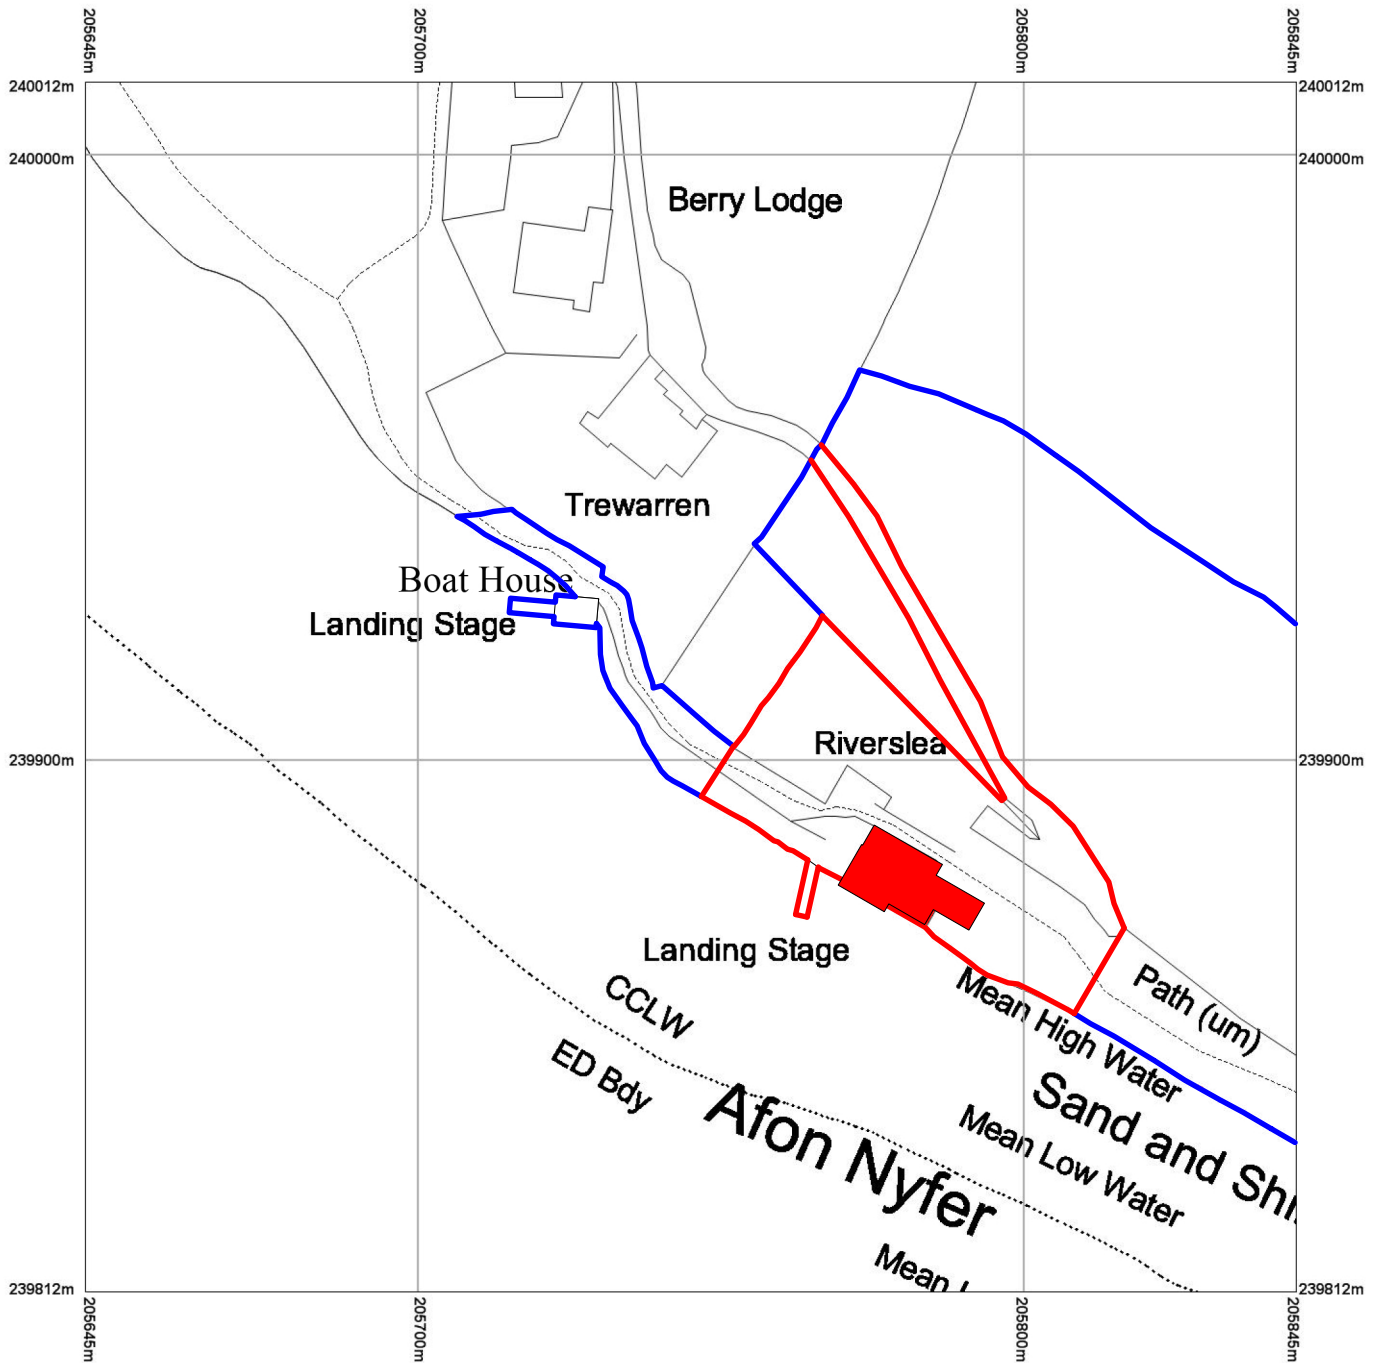 205645m
205700m
205800m
205845m
240012m
240012m
240000m
240000m
Berry Lodge
Trewarren
Boat House
Landing Stage
Riverslea
239900m
239900m
Landing Stage
Mean High Water
Path (um)
CCLW
ED Bdy
Afon Nyfer
Sand and Shi
Mean Low Water
Mean
239812m
239812m
205645m
205700m
205800m
205845m